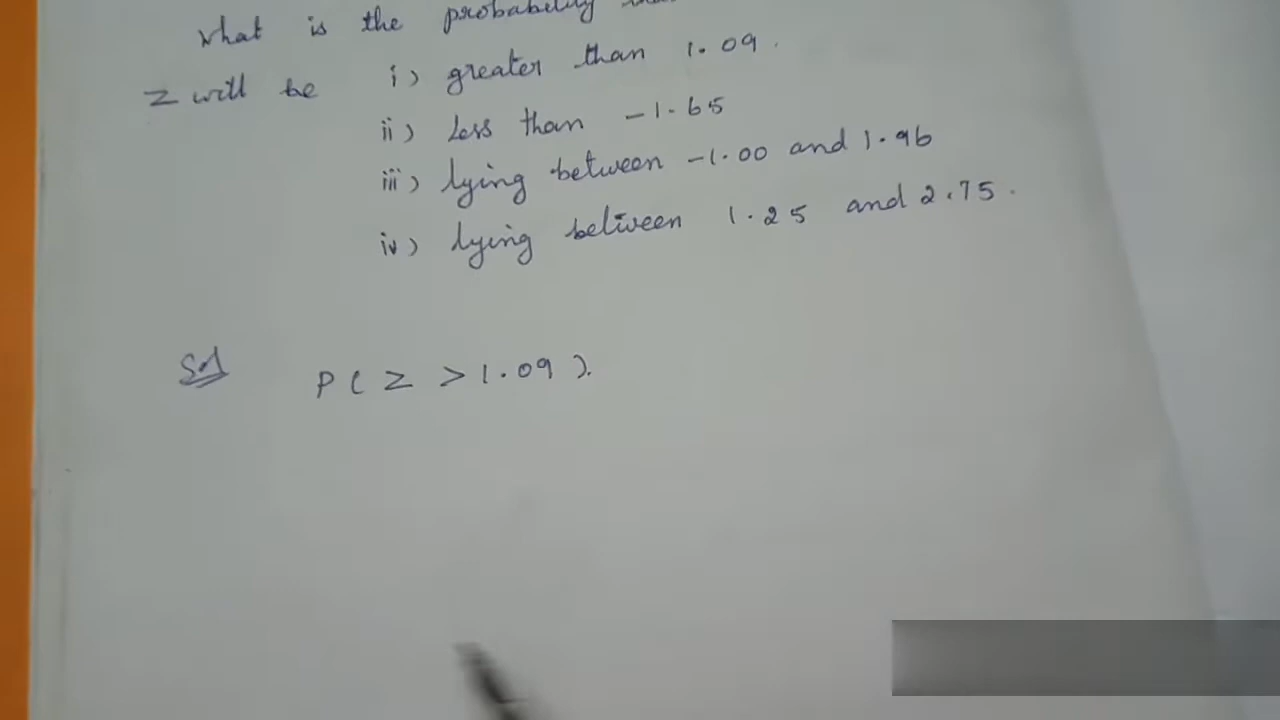 What is the probability
Z will be i) greater than 1.09.
ii) Less than -1.65
iii) lying between -1.00 and 1.96
iv) lying between 1.25 and 2.75.
Sol P(Z > 1.09).